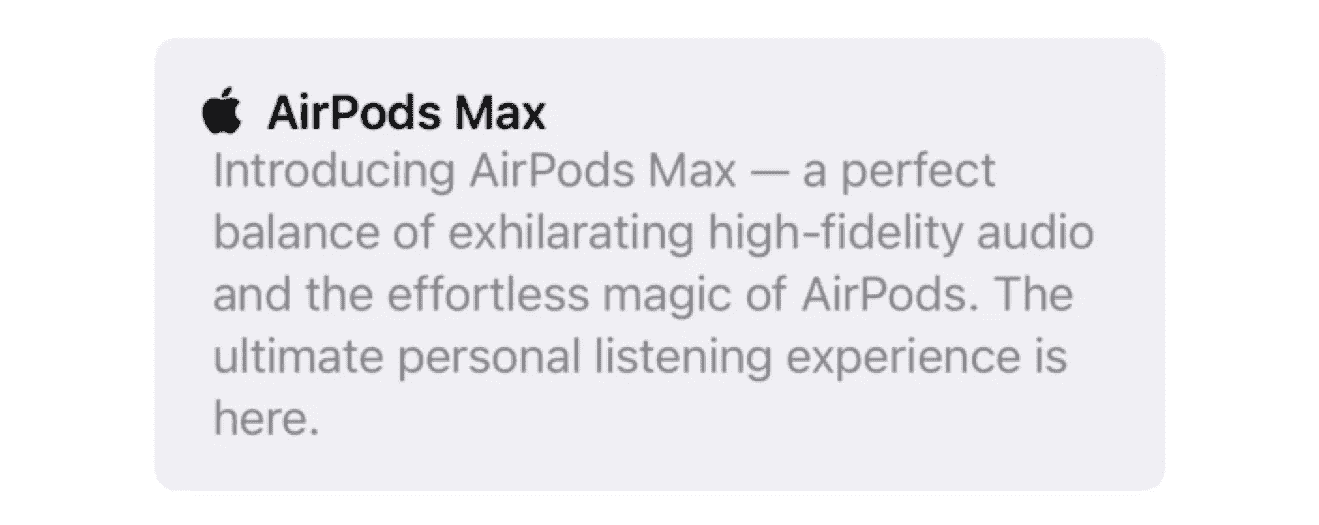 AirPods Max
Introducing AirPods Max — a perfect
balance of exhilarating high-fidelity audio
and the effortless magic of AirPods. The
ultimate personal listening experience is
here.